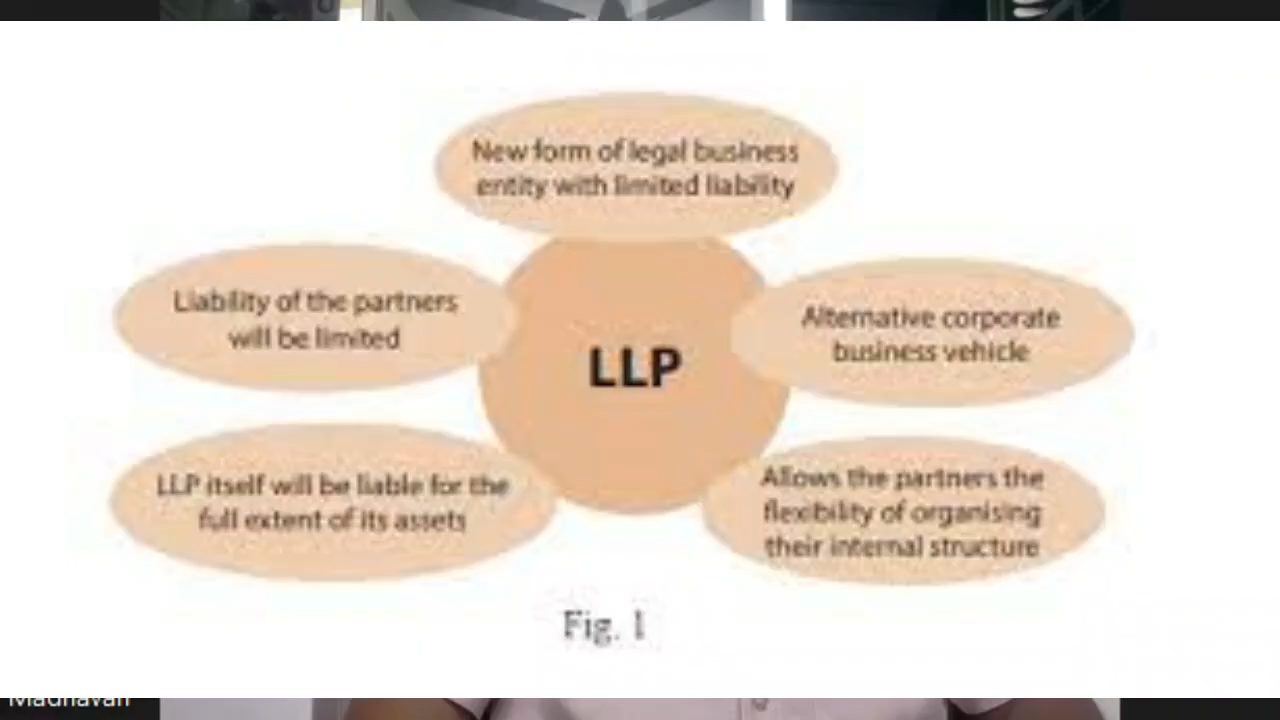 New form of legal business
entity with limited liability
Liability of the partners
will be limited
Alternative corporate
business vehicle
LLP
LLP itself will be liable for the
full extent of its assets
Allows the partners the
flexibility of organising
their internal structure
Fig. 1
Madhavan